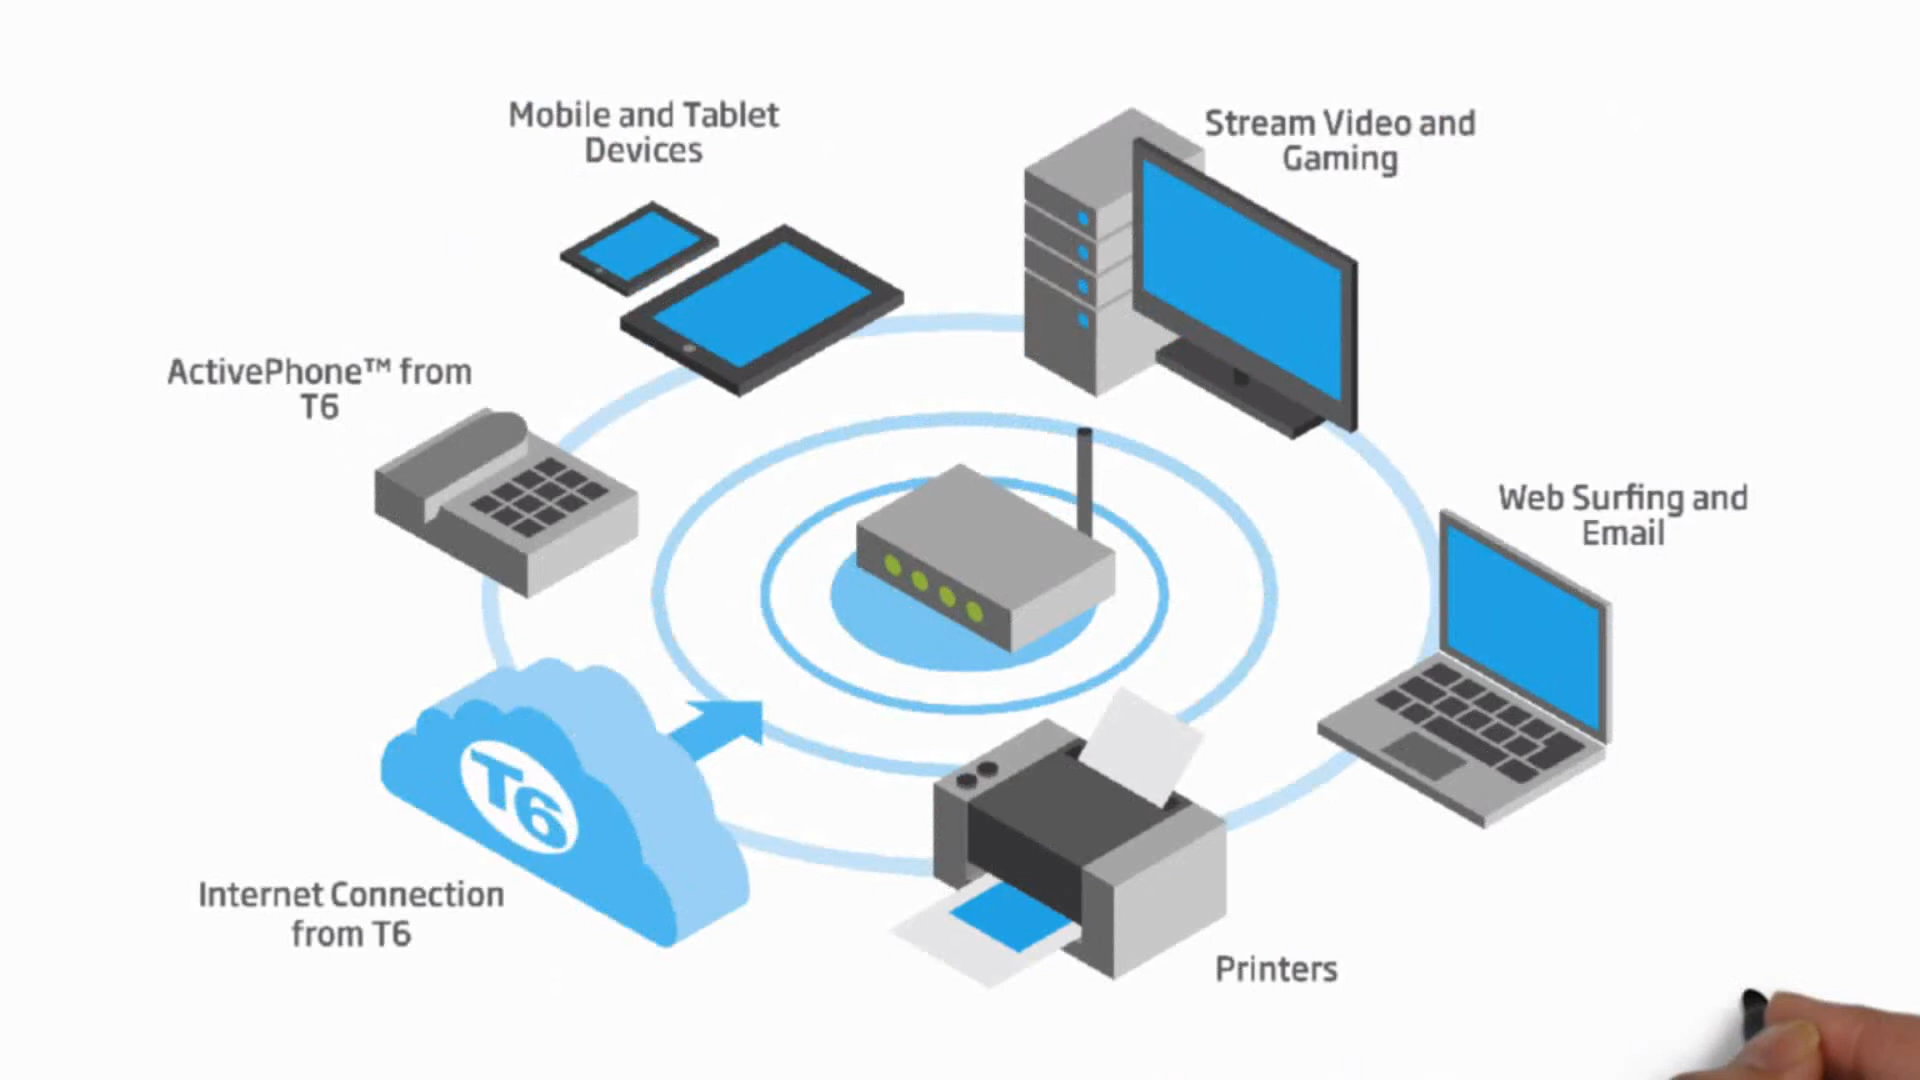 Mobile and Tablet
Devices
Stream Video and
Gaming
ActivePhone™ from
T6
Web Surfing and
Email
T6
Internet Connection
from T6
Printers